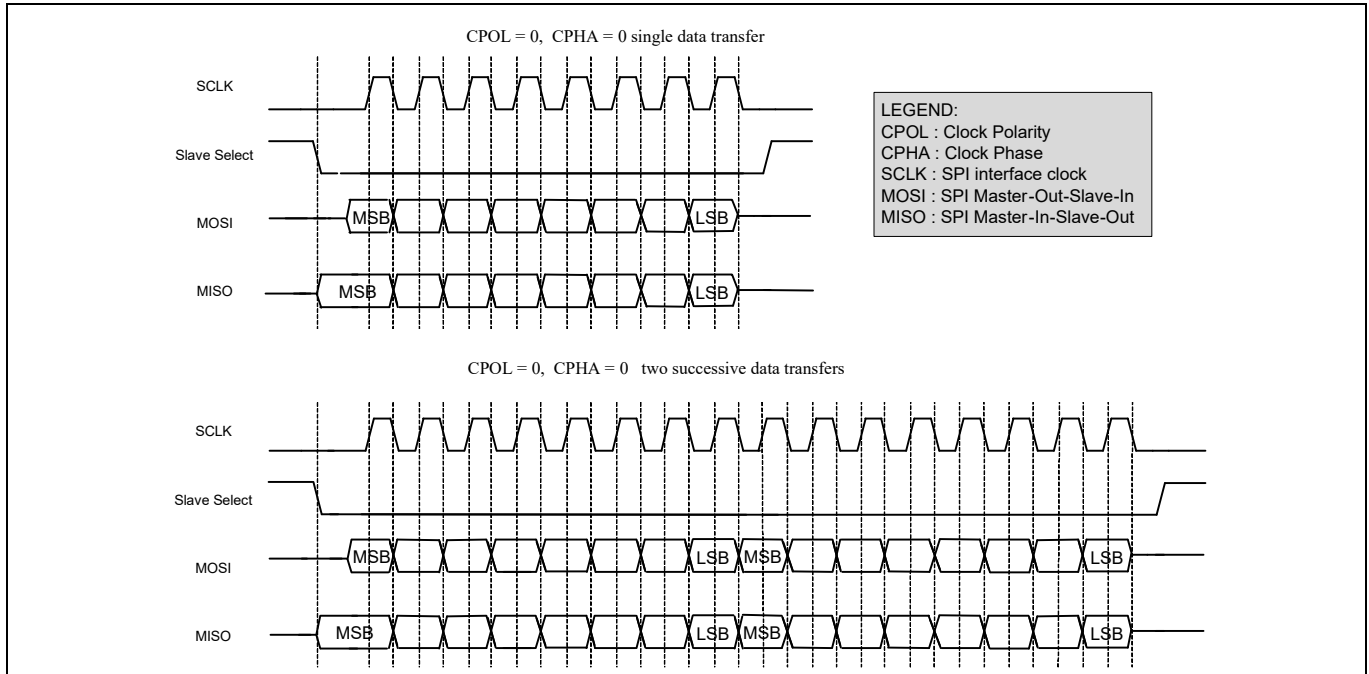 CPOL = 0, CPHA = 0 single data transfer
SCLK
Slave Select
MOSI
MSB
LSB
MISO
MSB
LSB
LEGEND:
CPOL : Clock Polarity
CPHA : Clock Phase
SCLK : SPI interface clock
MOSI : SPI Master-Out-Slave-In
MISO : SPI Master-In-Slave-Out
CPOL = 0, CPHA = 0 two successive data transfers
SCLK
Slave Select
MOSI
MSB
LSB
MSB
LSB
MISO
MSB
LSB
MSB
LSB